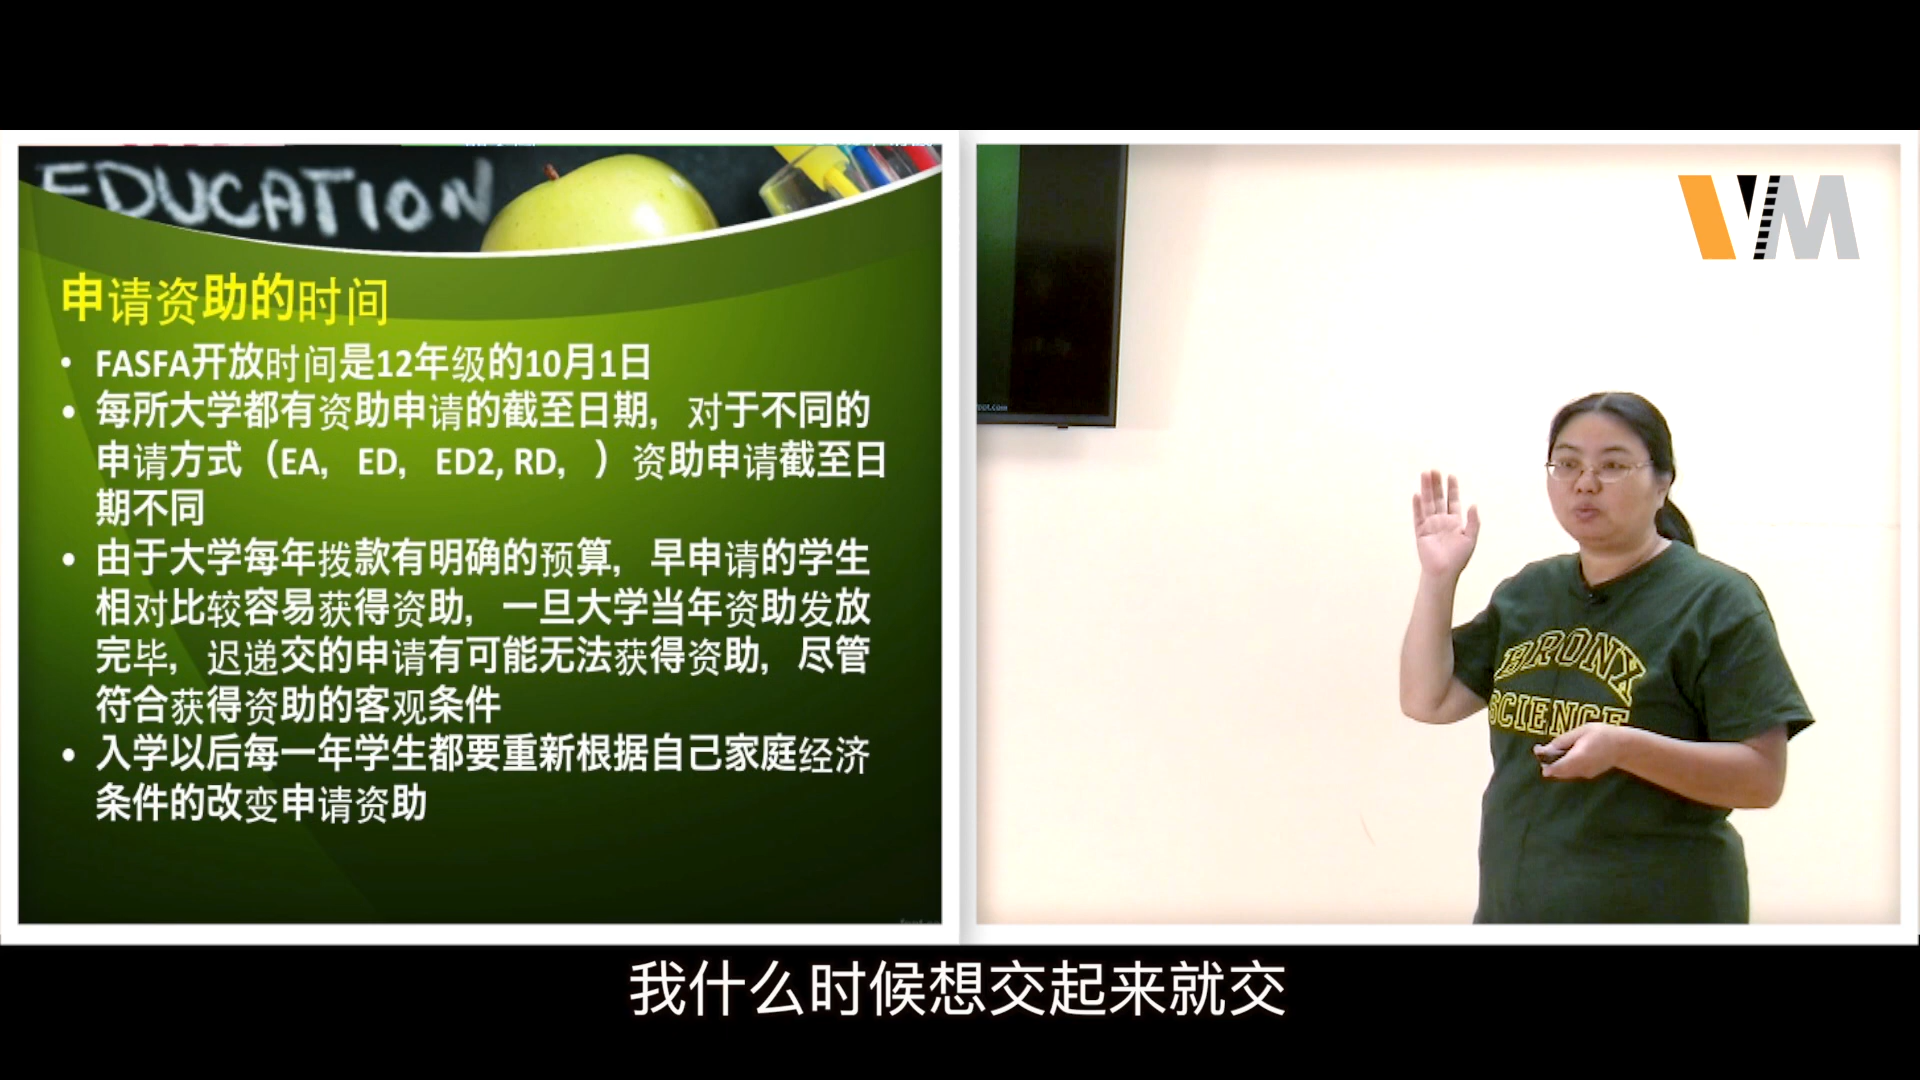 EDUCATION
申请资助的时间
• FASFA开放时间是12年级的10月1日
• 每所大学都有资助申请的截至日期，对于不同的
申请方式（EA，ED，ED2, RD，）资助申请截至日
期不同
• 由于大学每年拨款有明确的预算，早申请的学生
相对比较容易获得资助，一旦大学当年资助发放
完毕，迟递交的申请有可能无法获得资助，尽管
符合获得资助的客观条件
• 入学以后每一年学生都要重新根据自己家庭经济
条件的改变申请资助
VM
BRONX
SCIENCE
我什么时候想交起来就交